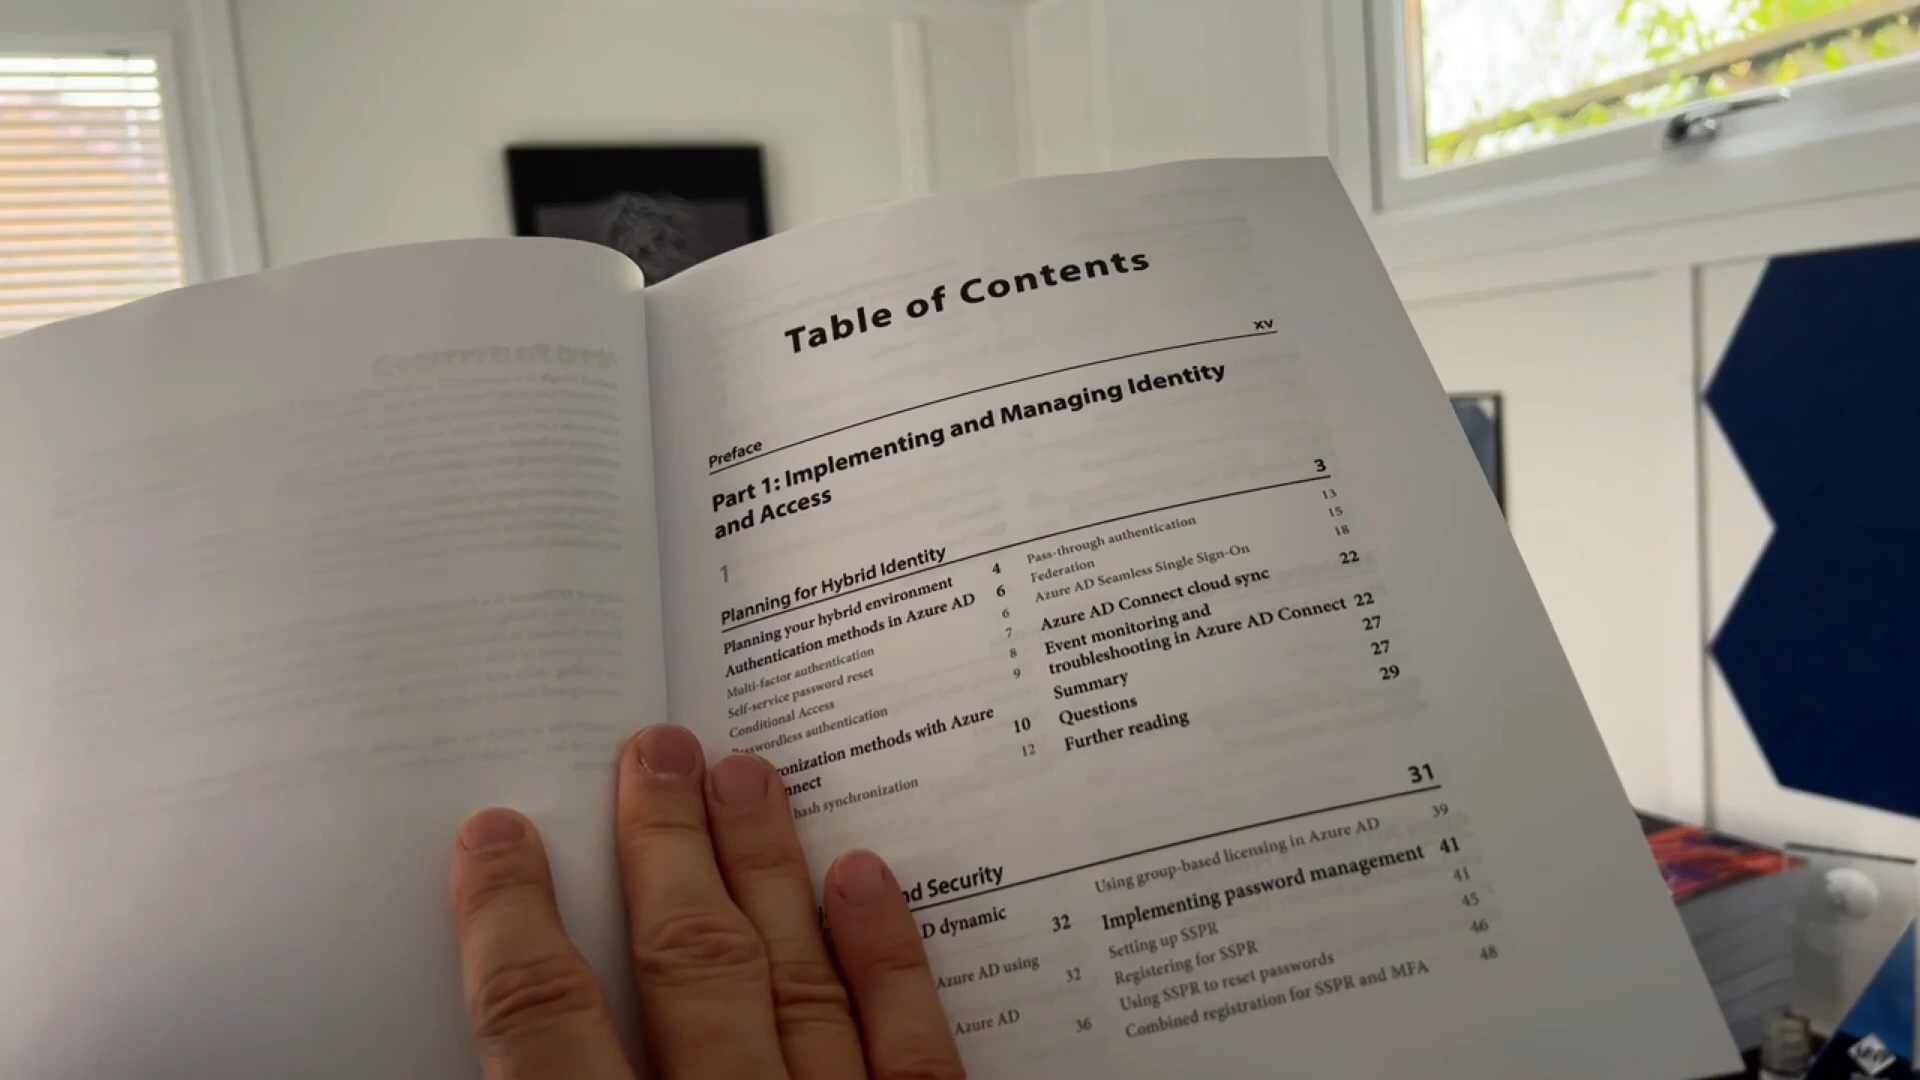 Table of Contents
Preface xv
Part 1: Implementing and Managing Identity
and Access
1
Planning for Hybrid Identity 3
Planning your hybrid environment 4
Authentication methods in Azure AD 6
Multi-factor authentication 6
Self-service password reset 7
Conditional Access 8
Passwordless authentication 9
onization methods with Azure
nnect 10
hash synchronization 12
Pass-through authentication 13
Federation 15
Azure AD Seamless Single Sign-On 18
Azure AD Connect cloud sync 22
Event monitoring and
troubleshooting in Azure AD Connect 22
Summary 27
Questions 27
Further reading 29
nd Security 31
D dynamic
32
Azure AD using
32
Azure AD
36
Using group-based licensing in Azure AD 39
Implementing password management 41
Setting up SSPR 41
Registering for SSPR 45
Using SSPR to reset passwords 46
Combined registration for SSPR and MFA 48